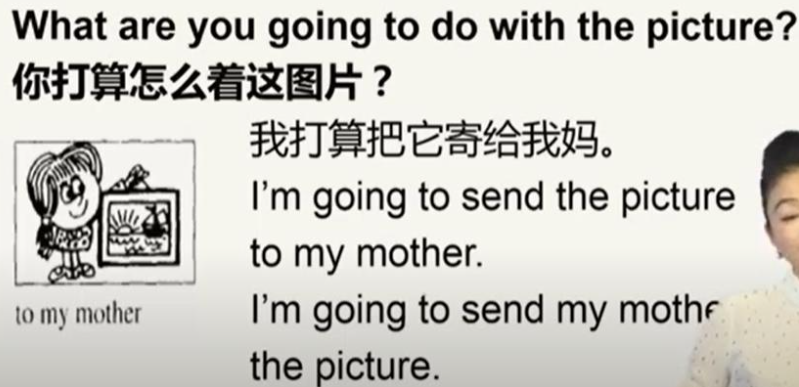 What are you going to do with the picture?
你打算怎么着这图片？
我打算把它寄给我妈。
I'm going to send the picture
to my mother.
I'm going to send my mothe
the picture.
to my mother